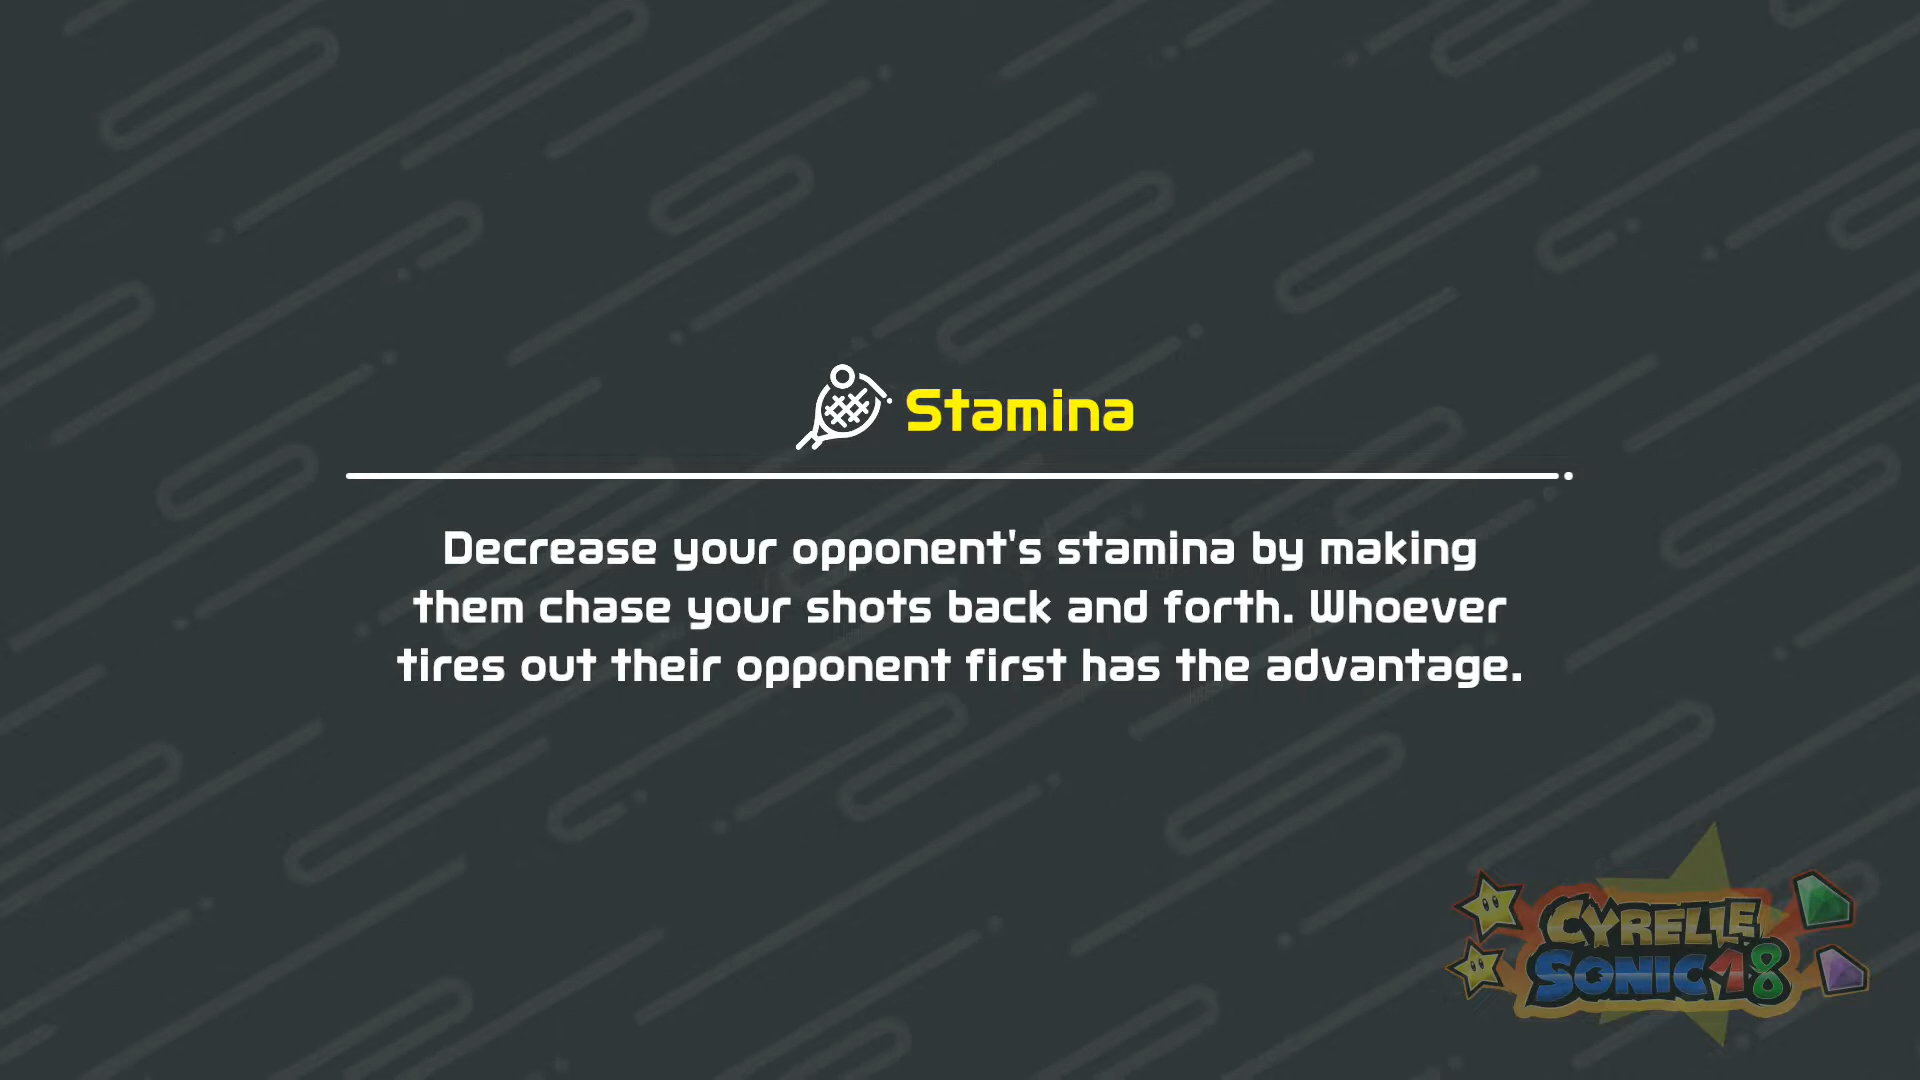 Stamina
Decrease your opponent's stamina by making
them chase your shots back and forth. Whoever
tires out their opponent first has the advantage.
CYRELLE
SONIC18